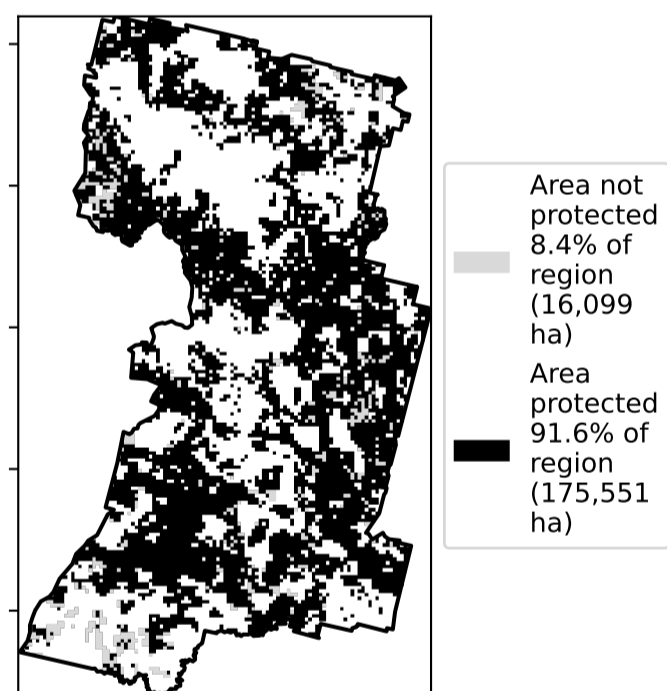 Area not
protected
8.4% of
region
(16,099
ha)
Area
protected
91.6% of
region
(175,551
ha)